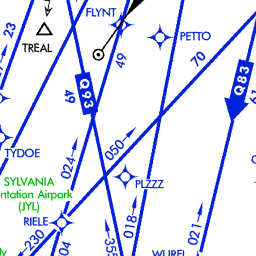 FLYNT
23
TREAL
PETTO
49
70
Q93
Q83
49
TYDOE
050
024
SYLVANIA
ntation Airpark
(JYL)
PLZZZ
RIELE
018
021
230
04
355
WUREL